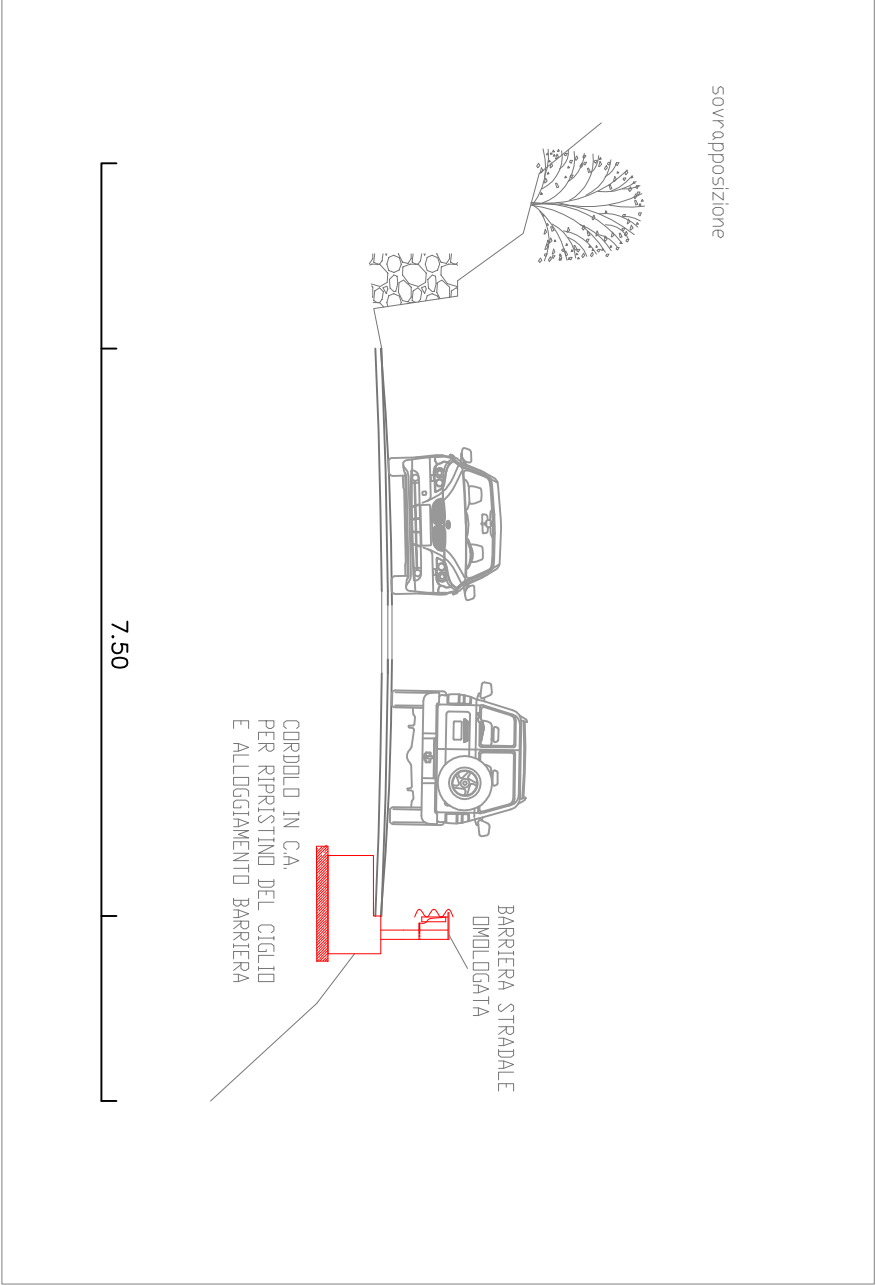 sovrapposizione
BARRIERA STRADALE
OMOLOGATA
CORDOLO IN C.A.
PER RIPRISTINO DEL CIGLIO
E ALLOGGIAMENTO BARRIERA
7.50